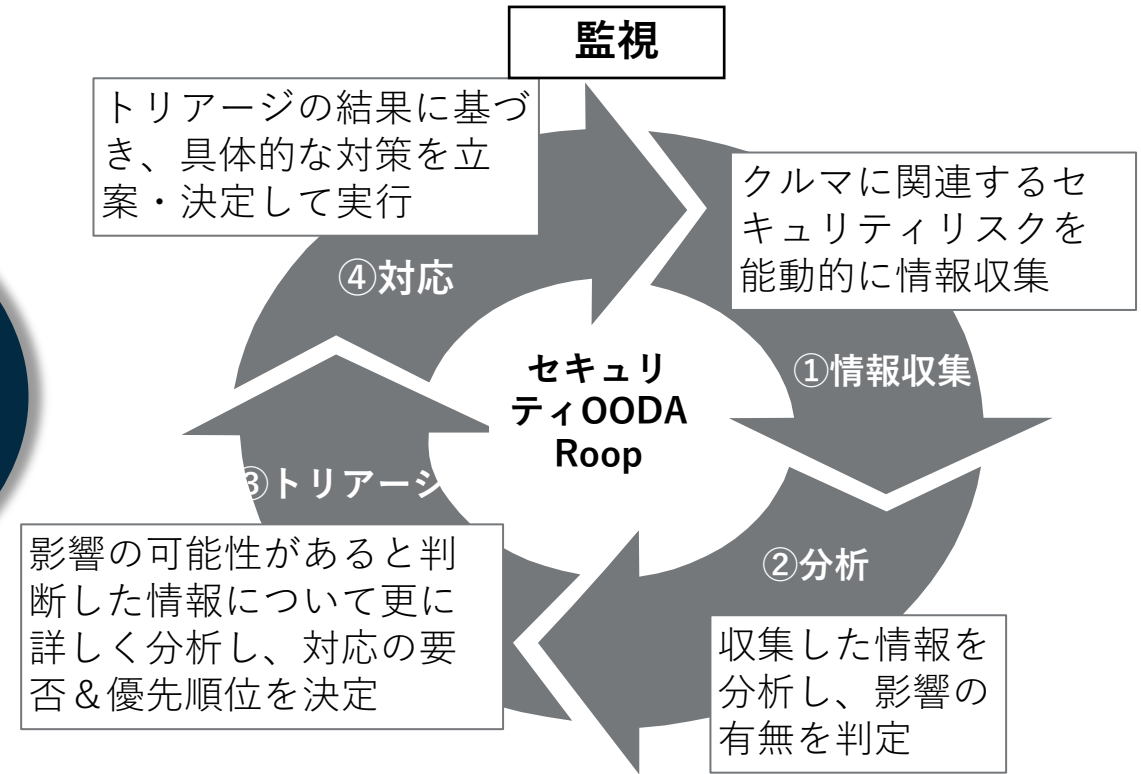 監視
トリアージの結果に基づ
き、具体的な対策を立
案・決定して実行
クルマに関連するセ
キュリティリスクを
能動的に情報収集
④対応
①情報収集
セキュリ
ティOODA
Roop
③トリアージ
②分析
影響の可能性があると判
断した情報について更に
詳しく分析し、対応の要
否&優先順位を決定
収集した情報を
分析し、影響の
有無を判定